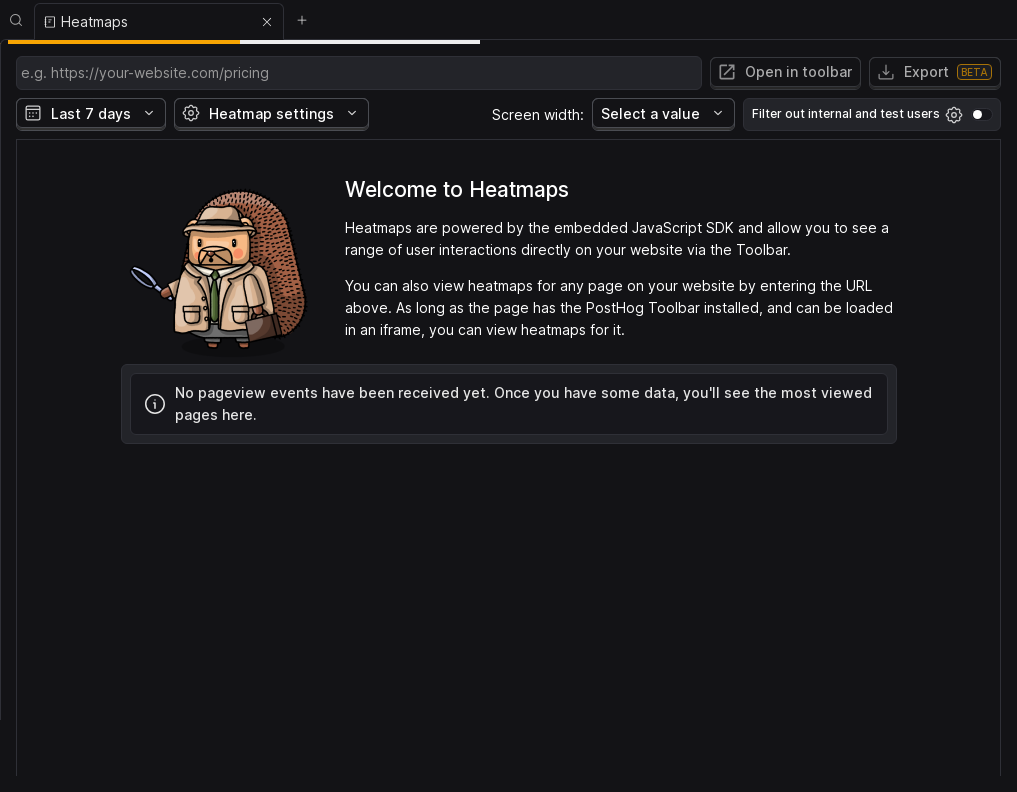 Heatmaps
e.g. https://your-website.com/pricing
Open in toolbar
Export BETA
Last 7 days
Heatmap settings
Screen width:
Select a value
Filter out internal and test users
Welcome to Heatmaps
Heatmaps are powered by the embedded JavaScript SDK and allow you to see a
range of user interactions directly on your website via the Toolbar.
You can also view heatmaps for any page on your website by entering the URL
above. As long as the page has the PostHog Toolbar installed, and can be loaded
in an iframe, you can view heatmaps for it.
No pageview events have been received yet. Once you have some data, you'll see the most viewed
pages here.